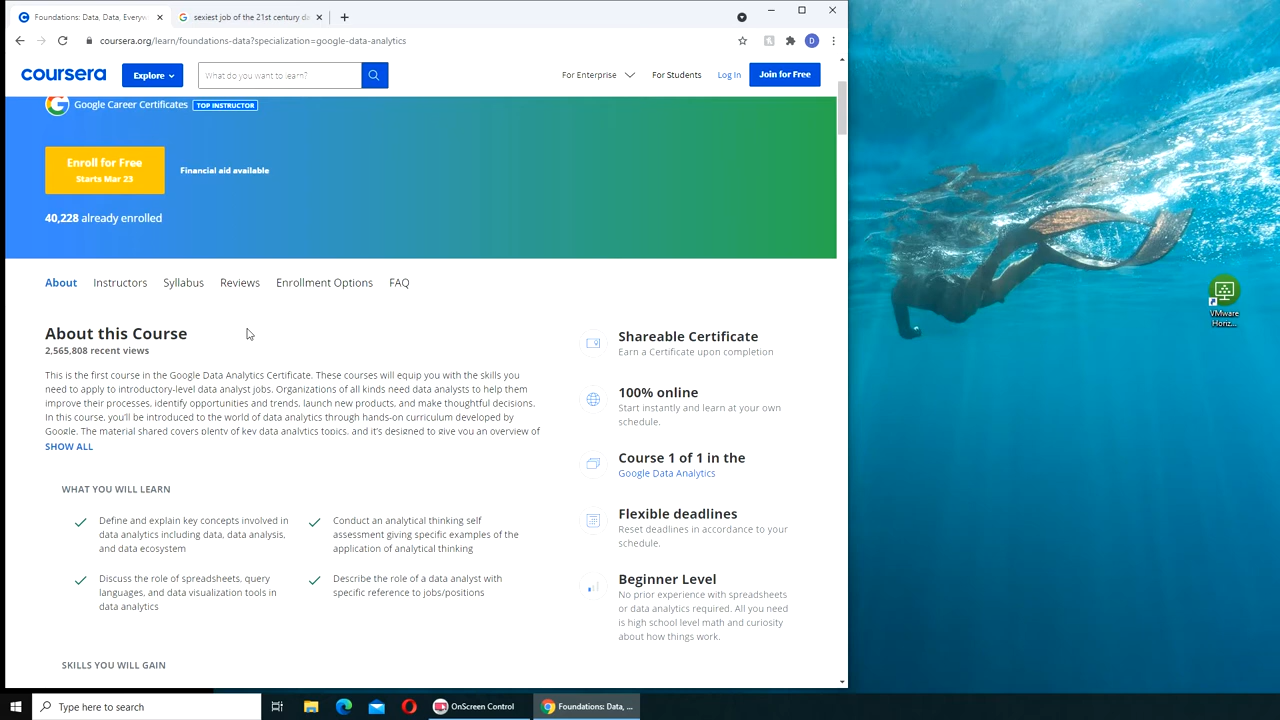 Foundations: Data, Data, Everyw
sexiest job of the 21st century da
coursera.org/learn/foundations-data?specialization=google-data-analytics
D
coursera
Explore
What do you want to learn?
For Enterprise
For Students
Log In
Join for Free
Google Career Certificates
TOP INSTRUCTOR
Enroll for Free
Starts Mar 23
Financial aid available
40,228 already enrolled
About
Instructors
Syllabus
Reviews
Enrollment Options
FAQ
About this Course
2,565,808 recent views
This is the first course in the Google Data Analytics Certificate. These courses will equip you with the skills you
need to apply to introductory-level data analyst jobs. Organizations of all kinds need data analysts to help them
improve their processes, identify opportunities and trends, launch new products, and make thoughtful decisions.
In this course, you'll be introduced to the world of data analytics through hands-on curriculum developed by
Google. The material shared covers plenty of key data analytics topics, and it's designed to give you an overview of
SHOW ALL
WHAT YOU WILL LEARN
Define and explain key concepts involved in
data analytics including data, data analysis,
and data ecosystem
Conduct an analytical thinking self
assessment giving specific examples of the
application of analytical thinking
Discuss the role of spreadsheets, query
languages, and data visualization tools in
data analytics
Describe the role of a data analyst with
specific reference to jobs/positions
SKILLS YOU WILL GAIN
Shareable Certificate
Earn a Certificate upon completion
100% online
Start instantly and learn at your own
schedule.
Course 1 of 1 in the
Google Data Analytics
Flexible deadlines
Reset deadlines in accordance to your
schedule.
Beginner Level
No prior experience with spreadsheets
or data analytics required. All you need
is high school level math and curiosity
about how things work.
VMware
Horiz...
Type here to search
OnScreen Control
Foundations: Data, ...